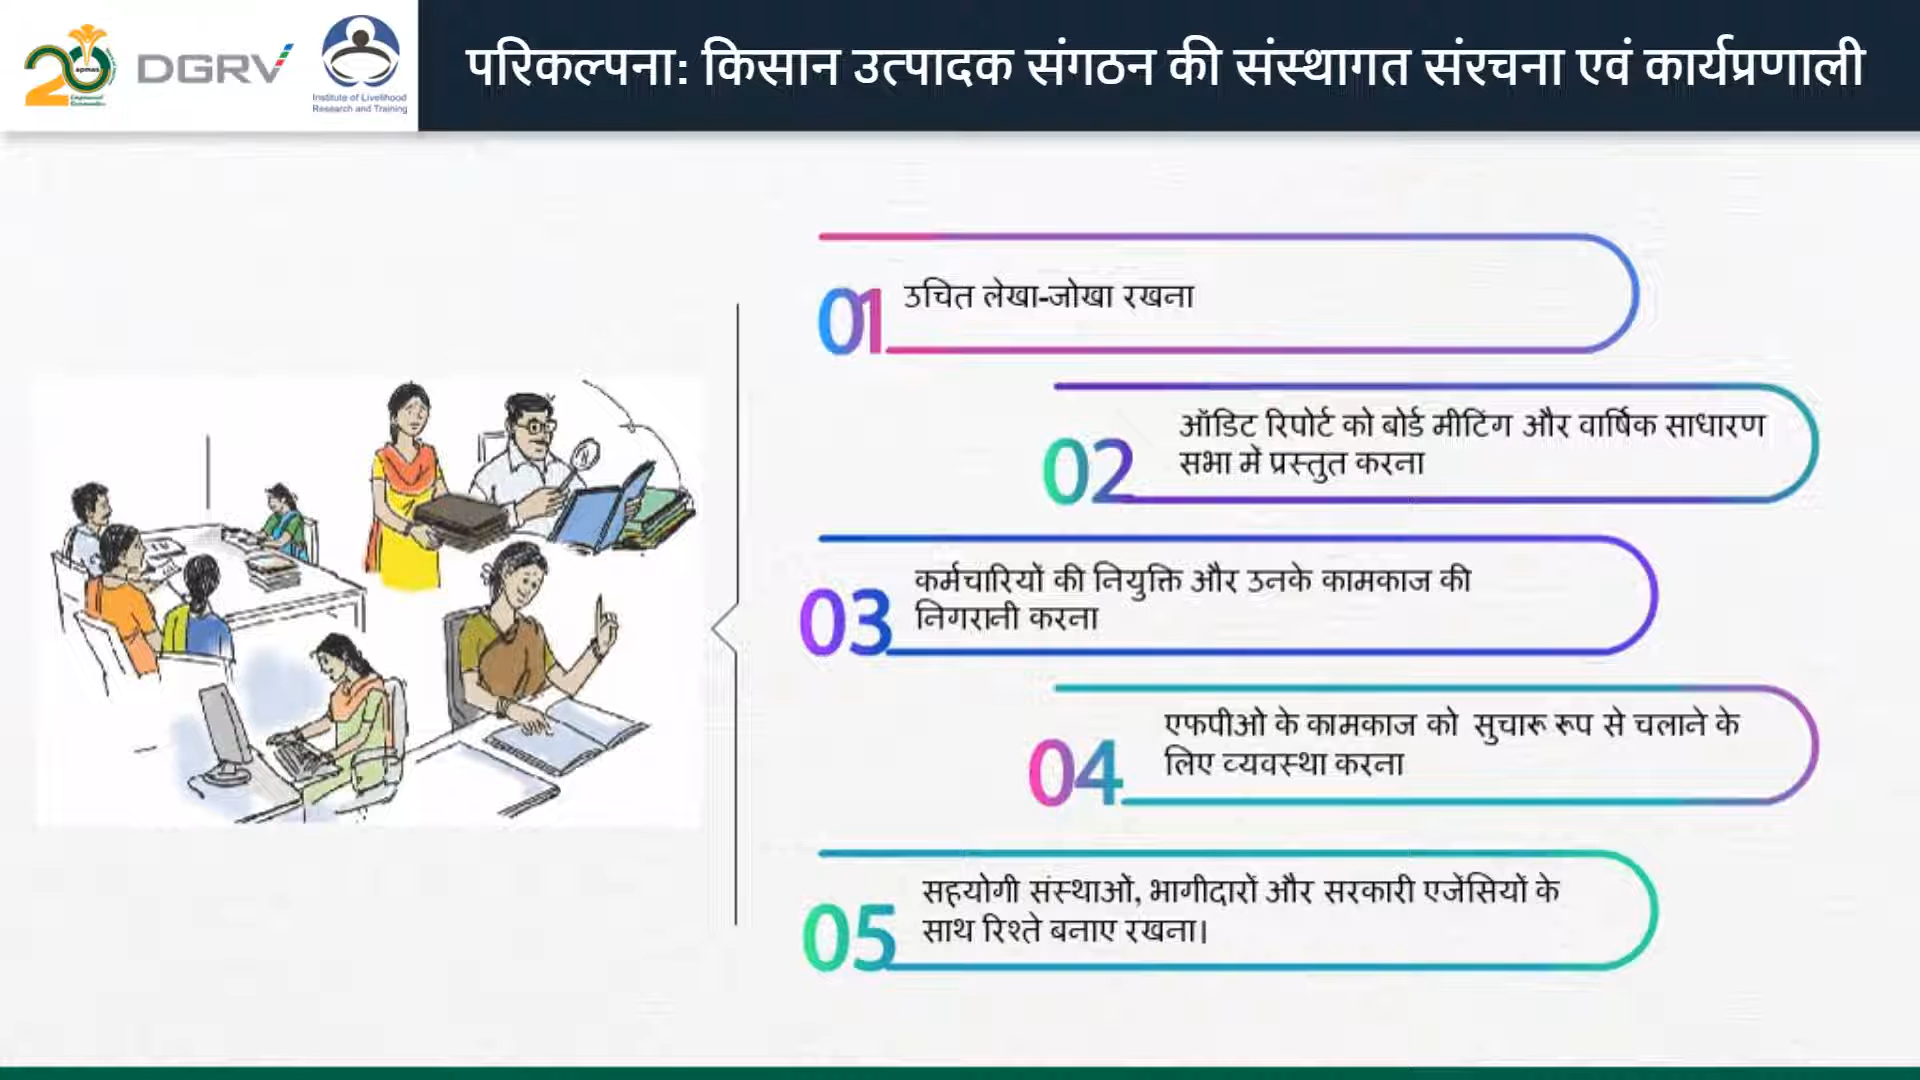 apmas
DGRV
Institute of Livelihood
Research and Training
परिकल्पना: किसान उत्पादक संगठन की संस्थागत संरचना एवं कार्यप्रणाली
01 उचित लेखा-जोखा रखना
02 ऑडिट रिपोर्ट को बोर्ड मीटिंग और वार्षिक साधारण
सभा में प्रस्तुत करना
03 कर्मचारियों की नियुक्ति और उनके कामकाज की
निगरानी करना
04 एफपीओ के कामकाज को सुचारू रूप से चलाने के
लिए व्यवस्था करना
05 सहयोगी संस्थाओं, भागीदारों और सरकारी एजेंसियों के
साथ रिश्ते बनाए रखना।